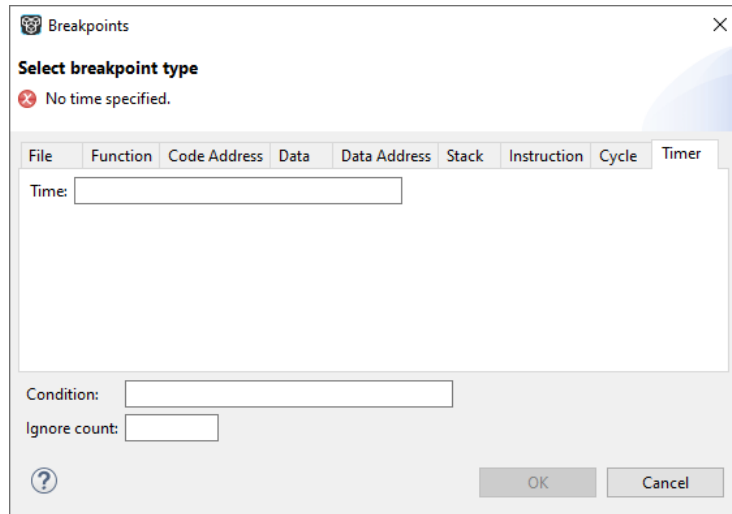 Breakpoints
Select breakpoint type
No time specified.
File Function Code Address Data Data Address Stack Instruction Cycle Timer
Time:
Condition:
Ignore count:
? OK Cancel